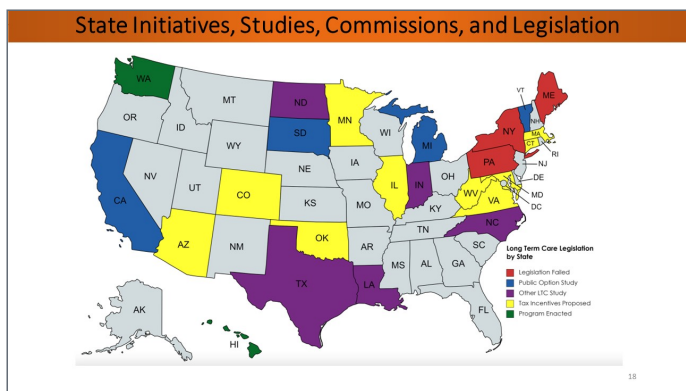 State Initiatives, Studies, Commissions, and Legislation
WA
MT
ND
MN
VT
ME
OR
ID
WY
SD
WI
MI
NY
NH
MA
CT
RI
NV
UT
CO
NE
IA
IL
IN
OH
PA
NJ
DE
MD
DC
WV
VA
CA
KS
MO
KY
AZ
NM
OK
AR
TN
NC
SC
TX
LA
MS
AL
GA
FL
AK
HI
Long Term Care Legislation
by State
Legislation Failed
Public Option Study
Other LTC Study
Tax Incentives Proposed
Program Enacted
18